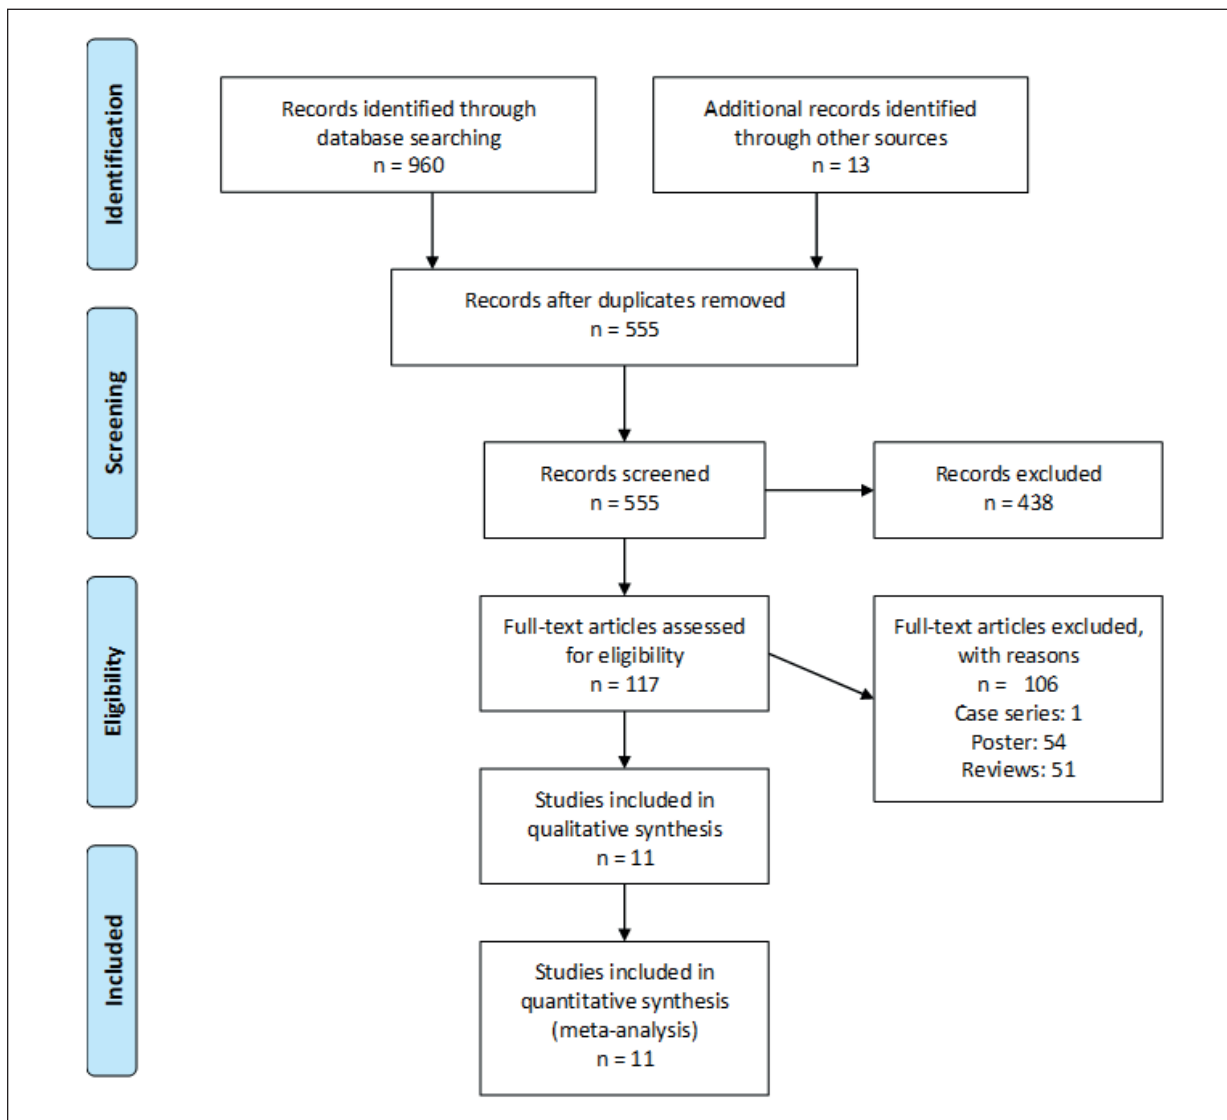 Identification
Records identified through
database searching
n = 960
Additional records identified
through other sources
n = 13
Records after duplicates removed
n = 555
Screening
Records screened
n = 555
Records excluded
n = 438
Eligibility
Full-text articles assessed
for eligibility
n = 117
Full-text articles excluded,
with reasons
n = 106
Case series: 1
Poster: 54
Reviews: 51
Studies included in
qualitative synthesis
n = 11
Included
Studies included in
quantitative synthesis
(meta-analysis)
n = 11